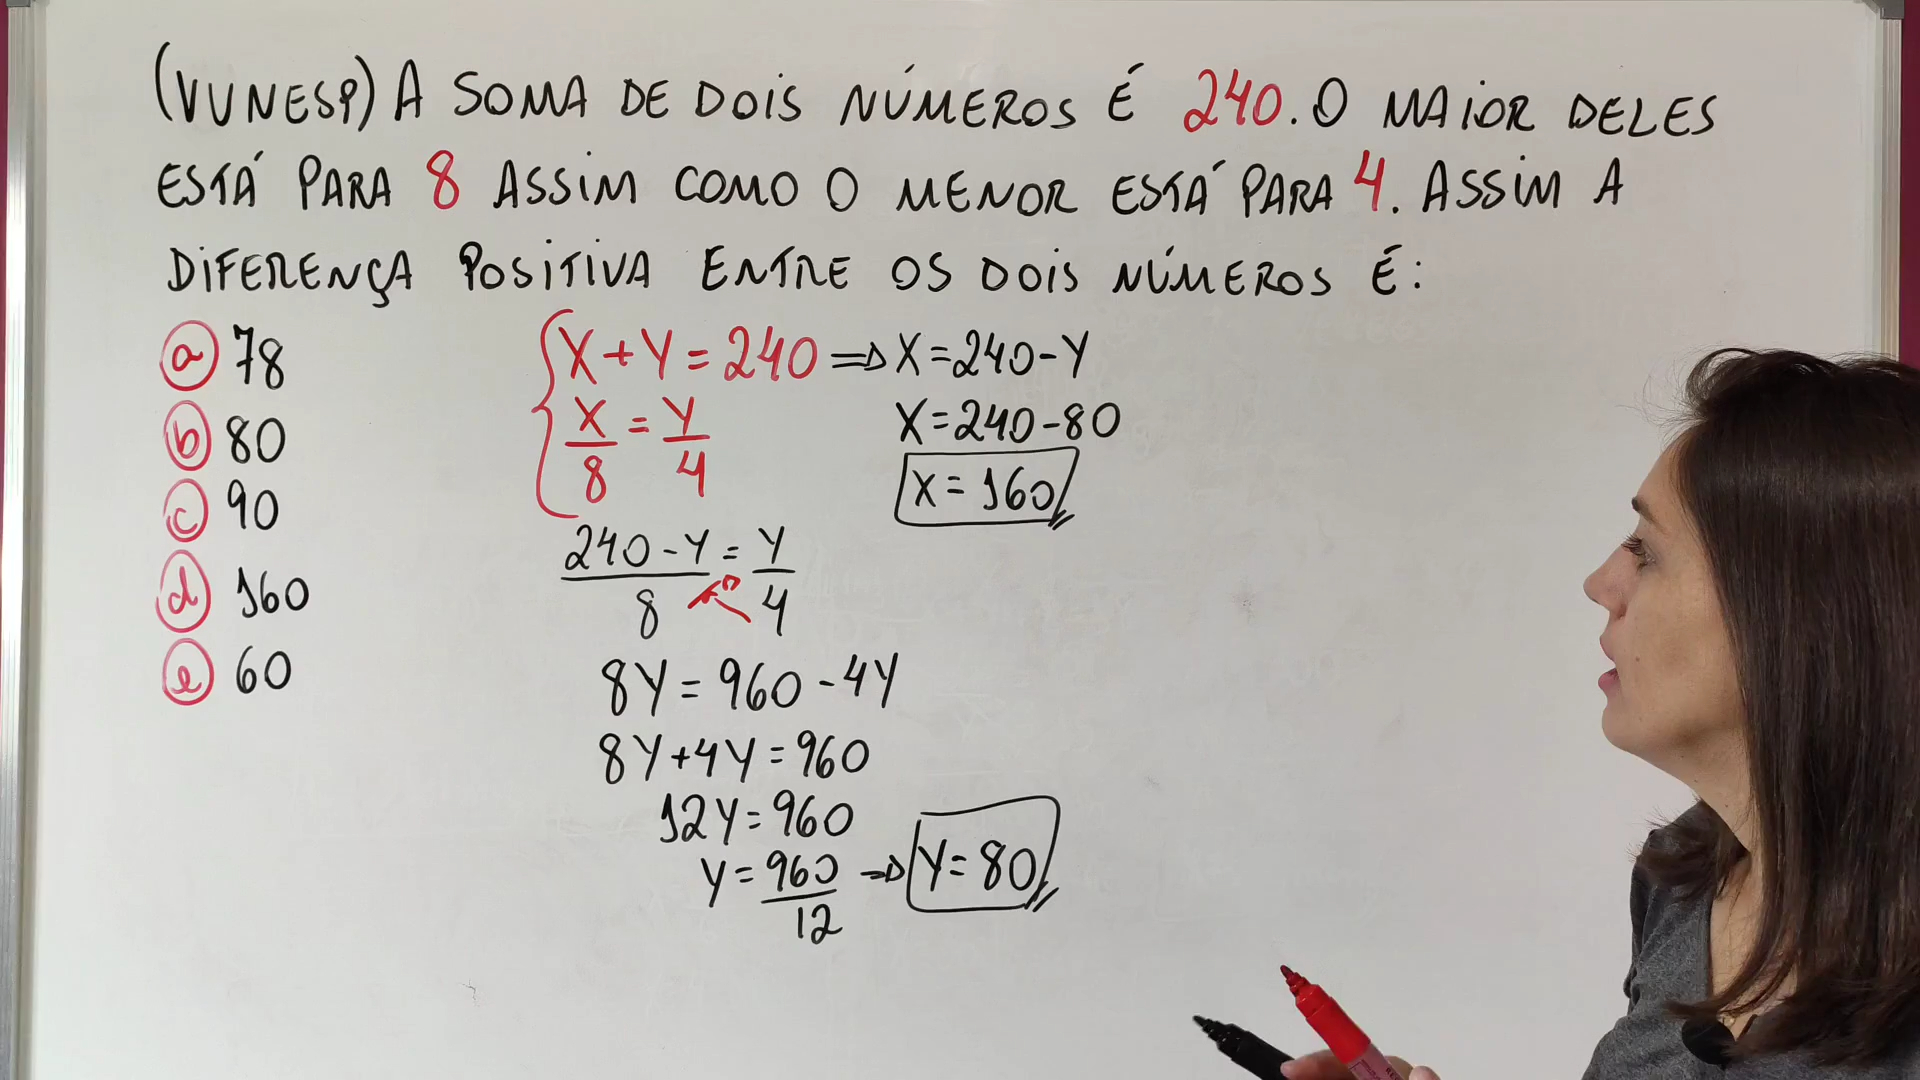 (VUNESP) A SOMA DE DOIS NÚMEROS É 240. O MAIOR DELES
ESTÁ PARA 8 ASSIM COMO O MENOR ESTÁ PARA 4. ASSIM A
DIFERENÇA POSITIVA ENTRE OS DOIS NÚMEROS É:
a) 78
b) 80
c) 90
d) 160
e) 60
X+Y=240 ⇒ X=240-Y
X/8 = Y/4
X=240-80
X=160
240-Y/8 = Y/4
8Y=960-4Y
8Y+4Y=960
12Y=960
Y=960/12 → Y=80